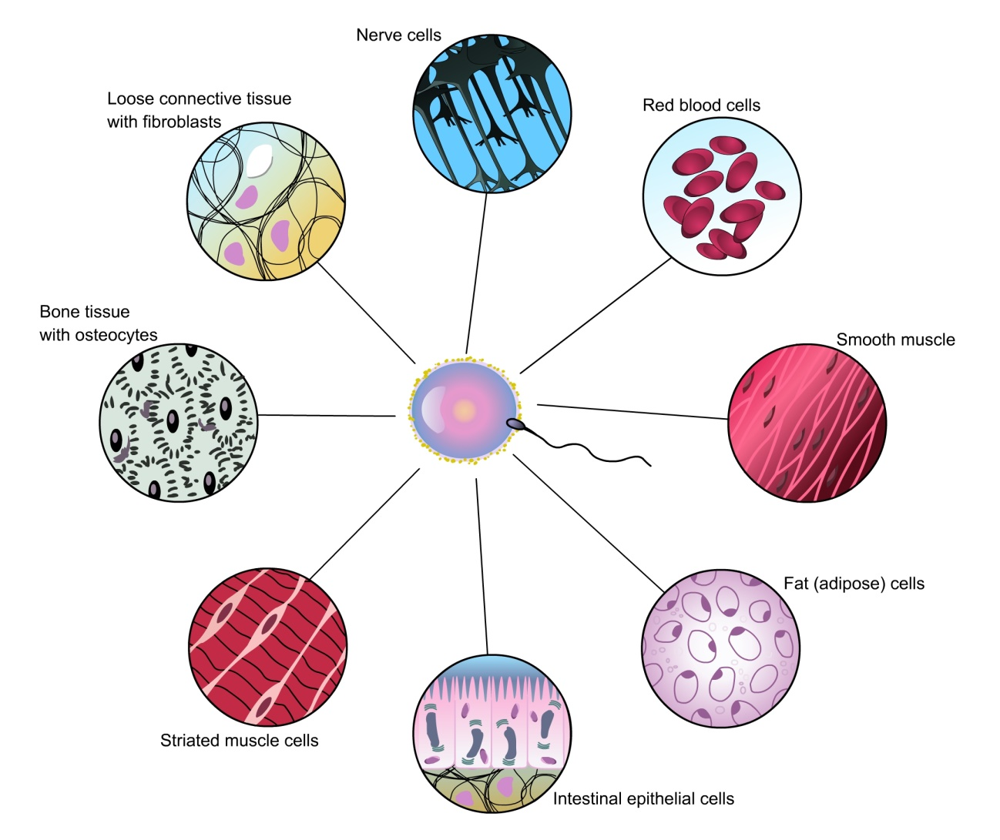 Nerve cells
Loose connective tissue
with fibroblasts
Red blood cells
Bone tissue
with osteocytes
Smooth muscle
Fat (adipose) cells
Striated muscle cells
Intestinal epithelial cells